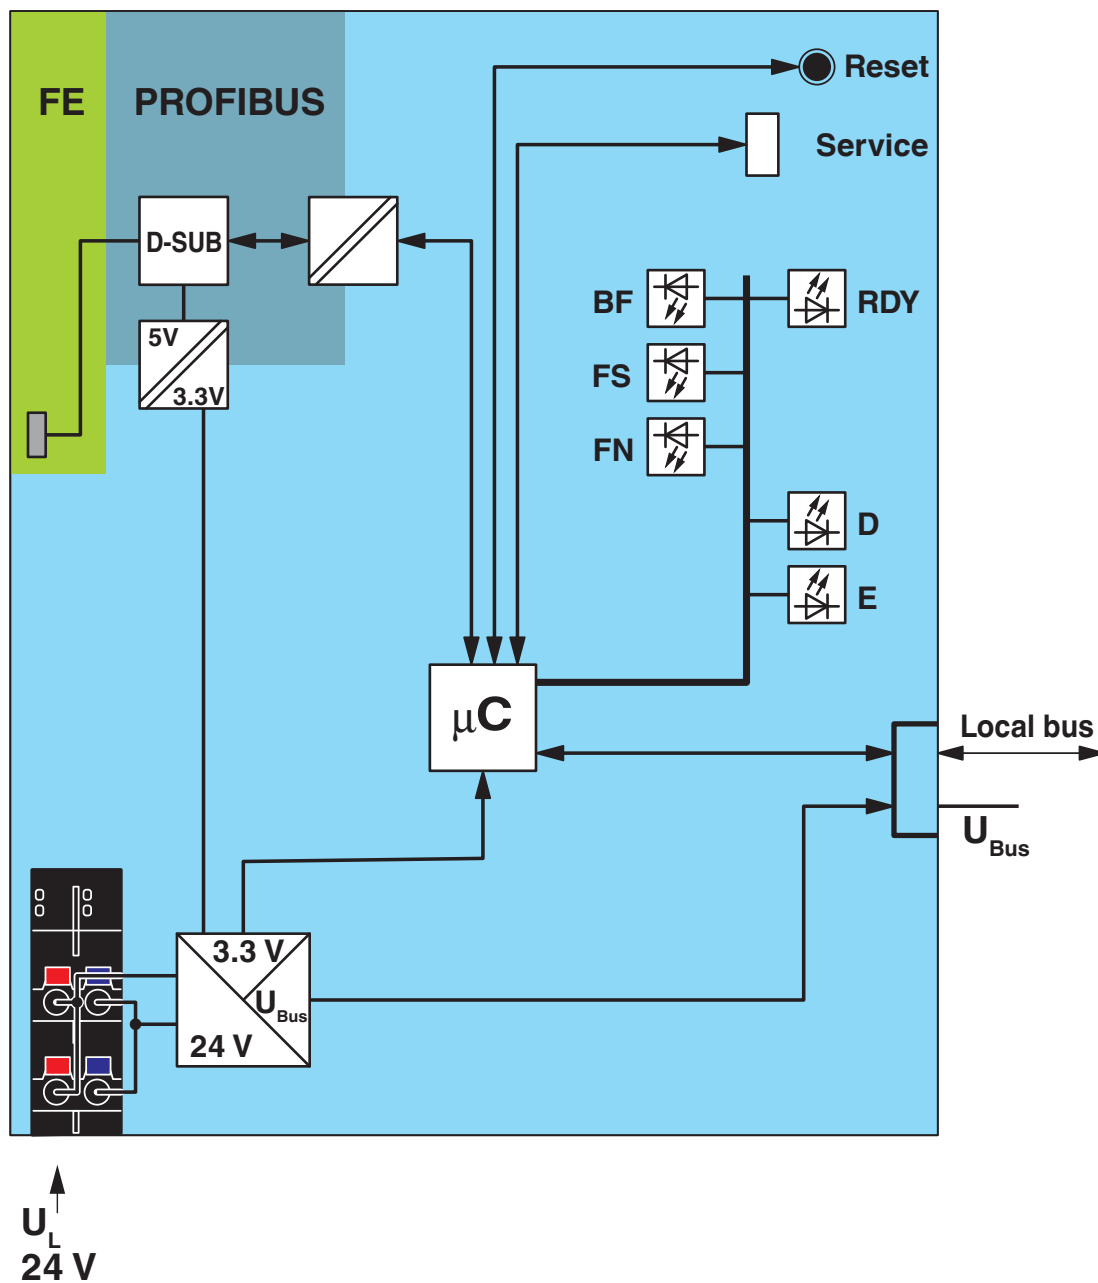 Reset
FE
PROFIBUS
Service
D-SUB
BF
RDY
5V
3.3V
FS
FN
D
E
µC
Local bus
U Bus
3.3 V
U Bus
24 V
U L
24 V